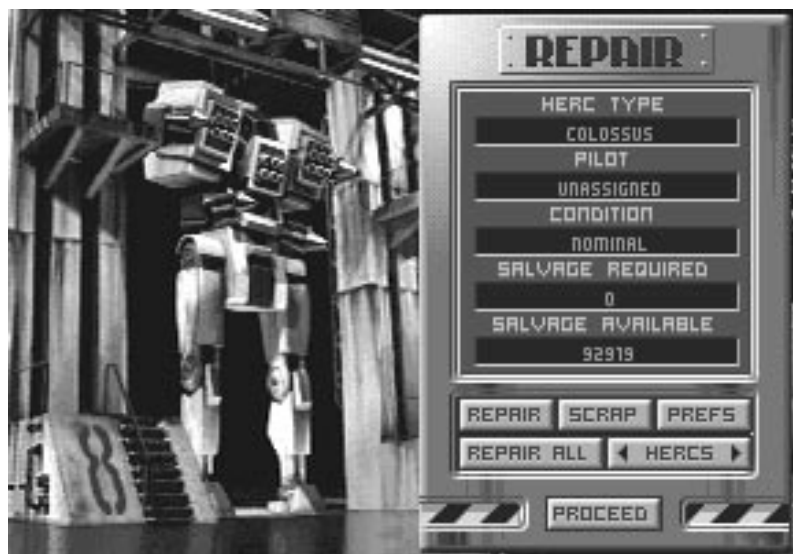 REPAIR
HERC TYPE
COLOSSUS
PILOT
UNASSIGNED
CONDITION
NOMINAL
SALVAGE REQUIRED
0
SALVAGE AVAILABLE
92979
REPAIR SCRAP PREFS
REPAIR ALL HERCS
PROCEED
8